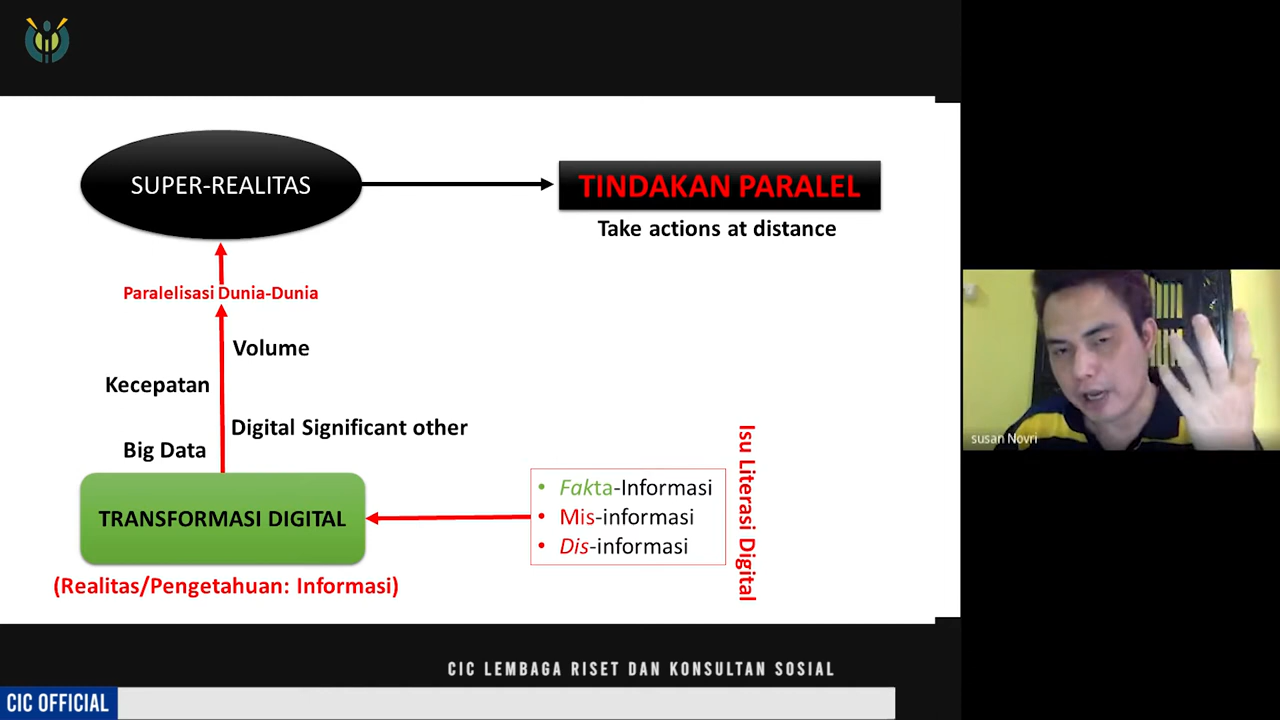 SUPER-REALITAS
TINDAKAN PARALEL
Take actions at distance
Paralelisasi Dunia-Dunia
Volume
Kecepatan
Digital Significant other
Big Data
TRANSFORMASI DIGITAL
(Realitas/Pengetahuan: Informasi)
• Fakta-Informasi
• Mis-informasi
• Dis-informasi
Isu Literasi Digital
susan Novri
CIC LEMBAGA RISET DAN KONSULTAN SOSIAL
CIC OFFICIAL